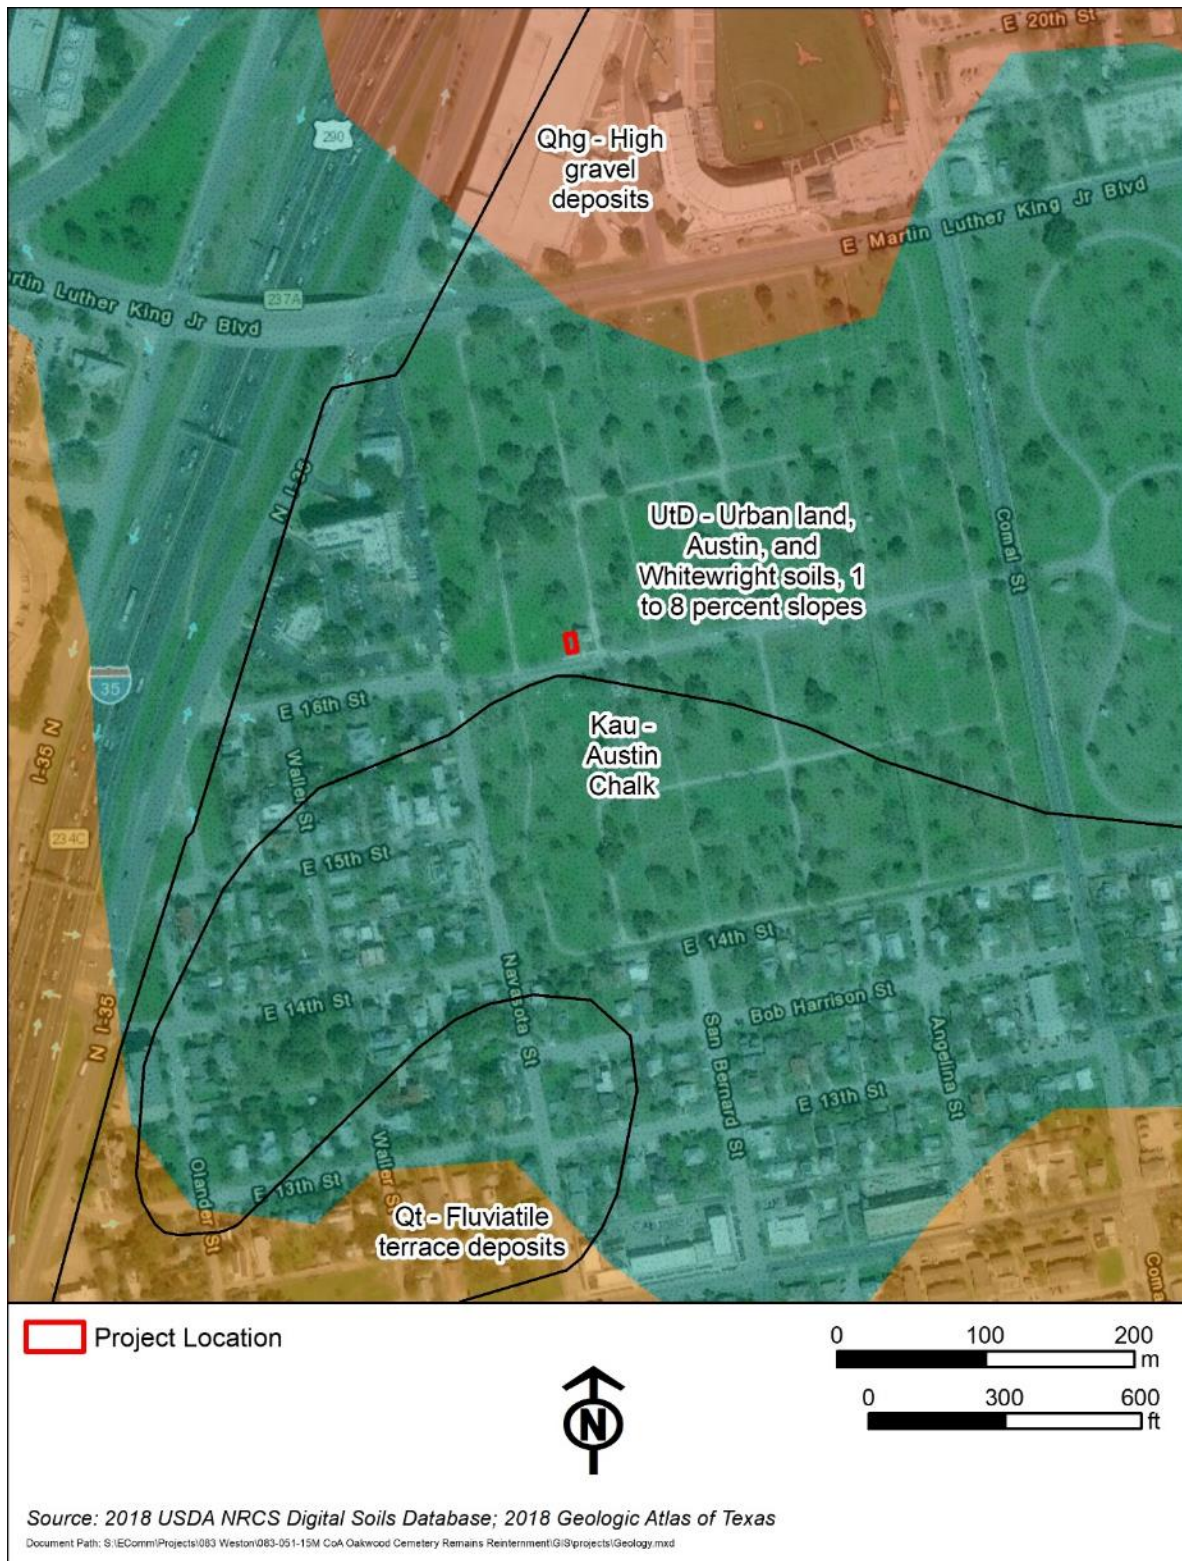 E 20th St
290
Qhg - High
gravel
deposits
E Martin Luther King Jr Blvd
237A
rtin Luther King Jr Blvd
N I-35
UtD - Urban land,
Austin, and
Whitewright soils, 1
to 8 percent slopes
Comal St
35
E 16th St
I-35 N
Waller St
Kau -
Austin
Chalk
234C
E 15th St
E 14th St
Navasota St
E 14th St
Bob Harrison St
N I-35
San Bernard St
Angelina St
E 13th St
Waller St
Olander St
E 13th St
Qt - Fluviatile
terrace deposits
Coma
Project Location
0 100 200
m
0 300 600
ft
N
Source: 2018 USDA NRCS Digital Soils Database; 2018 Geologic Atlas of Texas
Document Path: S:\EComm\Projects\083 Weston\083-051-15M CoA Oakwood Cemetery Remains Reinternment\GIS\projects\Geology.mxd